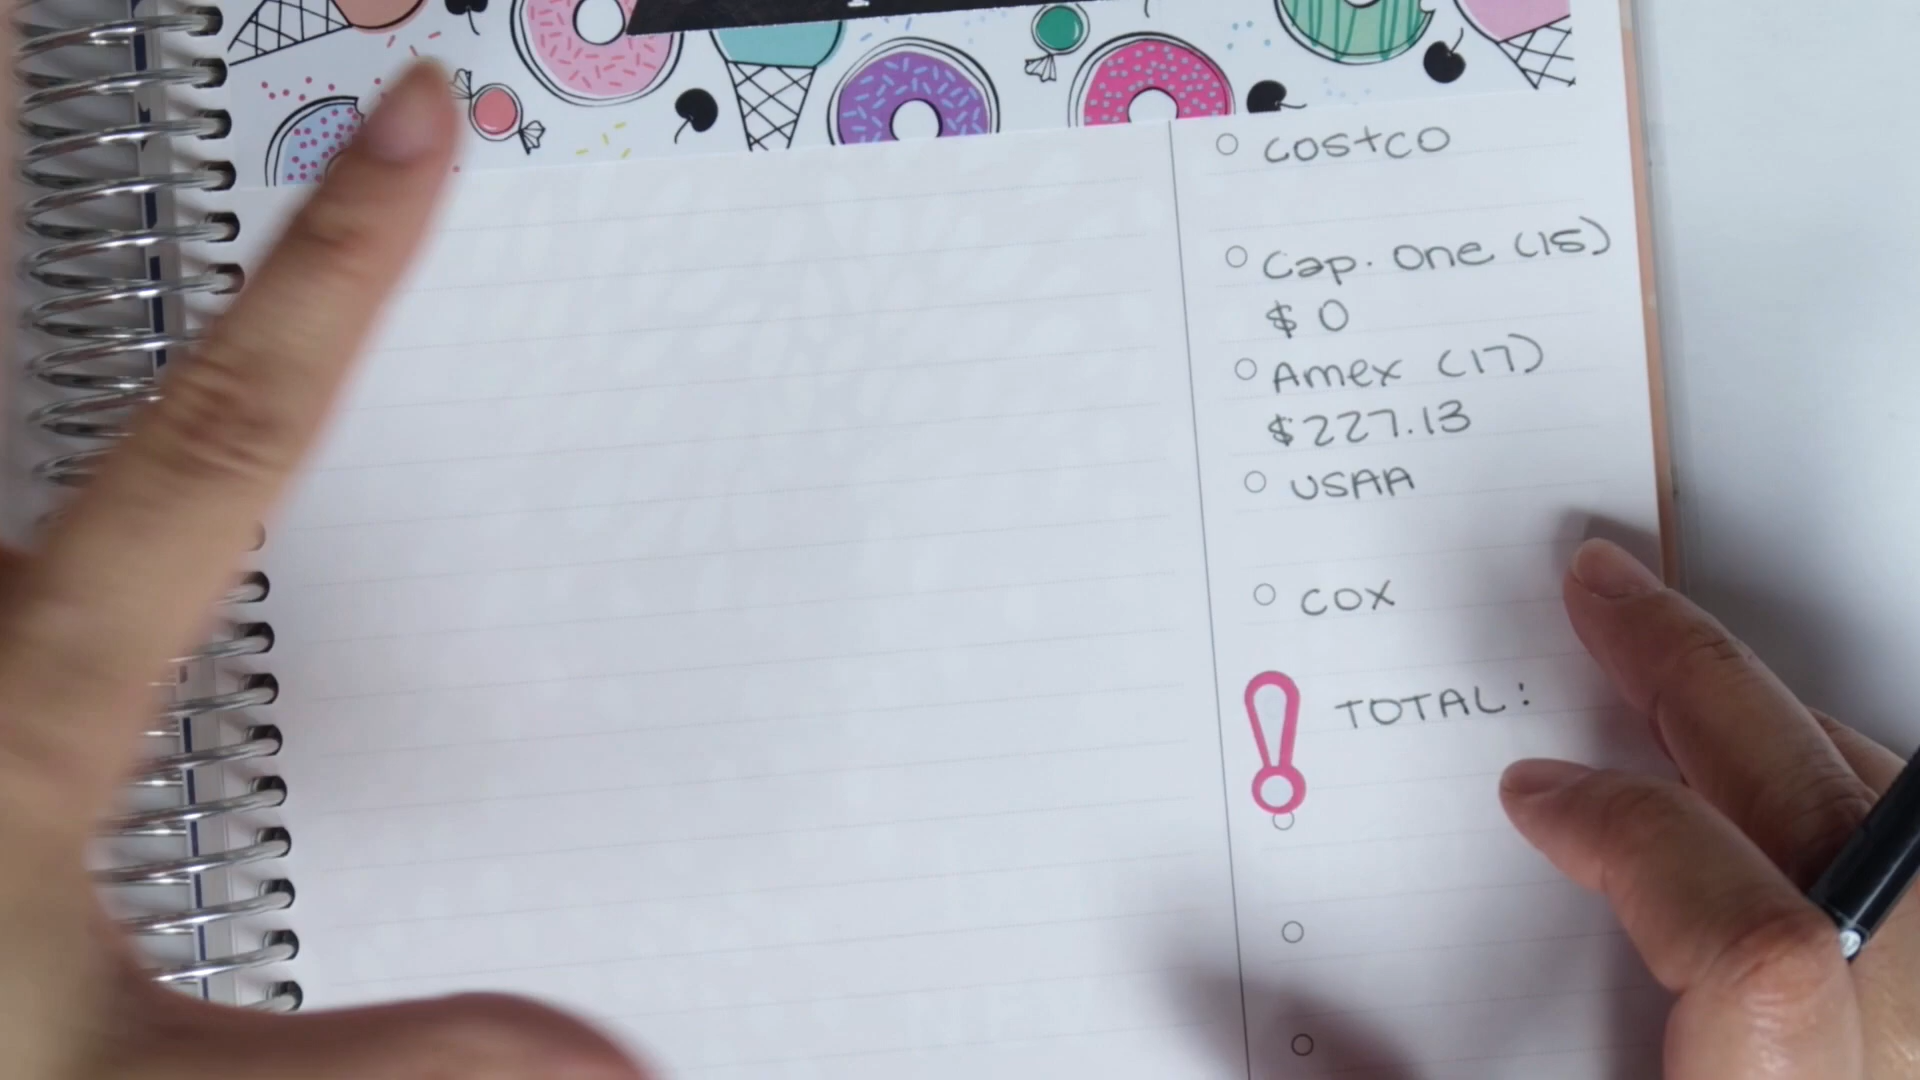 COSTCO
Cap. One (15)
$ 0
Amex (17)
$227.13
USAA
COX
TOTAL: